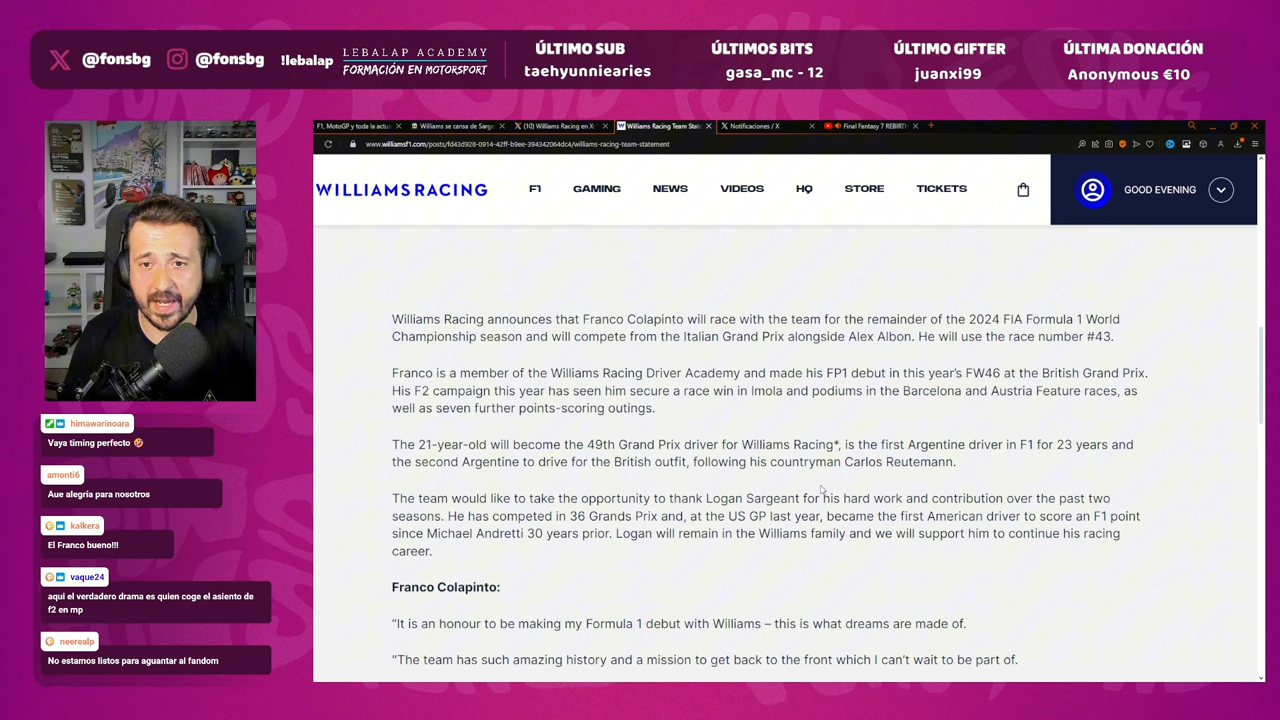 @fonsbg
@fonsbg
!lebalap
LEBALAP ACADEMY
FORMACIÓN EN MOTORSPORT
ÚLTIMO SUB
taehyunniearies
ÚLTIMOS BITS
gasa_mc - 12
ÚLTIMO GIFTER
juanxi99
ÚLTIMA DONACIÓN
Anonymous €10
F1, MotoGP y toda la actua
Williams se cansa de Sarge
(10) Williams Racing en X
Williams Racing Team State
Notificaciones / X
Final Fantasy 7 REBIRTH
www.williamsf1.com/posts/fd43d928-0914-42ff-b9ee-394342064dc4/williams-racing-team-statement
WILLIAMS RACING
F1
GAMING
NEWS
VIDEOS
HQ
STORE
TICKETS
GOOD EVENING
Williams Racing announces that Franco Colapinto will race with the team for the remainder of the 2024 FIA Formula 1 World
Championship season and will compete from the Italian Grand Prix alongside Alex Albon. He will use the race number #43.
Franco is a member of the Williams Racing Driver Academy and made his FP1 debut in this year's FW46 at the British Grand Prix.
His F2 campaign this year has seen him secure a race win in Imola and podiums in the Barcelona and Austria Feature races, as
well as seven further points-scoring outings.
The 21-year-old will become the 49th Grand Prix driver for Williams Racing*, is the first Argentine driver in F1 for 23 years and
the second Argentine to drive for the British outfit, following his countryman Carlos Reutemann.
The team would like to take the opportunity to thank Logan Sargeant for his hard work and contribution over the past two
seasons. He has competed in 36 Grands Prix and, at the US GP last year, became the first American driver to score an F1 point
since Michael Andretti 30 years prior. Logan will remain in the Williams family and we will support him to continue his racing
career.
Franco Colapinto:
“It is an honour to be making my Formula 1 debut with Williams – this is what dreams are made of.
"The team has such amazing history and a mission to get back to the front which I can't wait to be part of.
himawarinoara
Vaya timing perfecto 🤣
amonti6
Aue alegría para nosotros
kalkera
El Franco bueno!!!
vaque24
aqui el verdadero drama es quien coge el asiento de
f2 en mp
neerealp
No estamos listos para aguantar al fandom